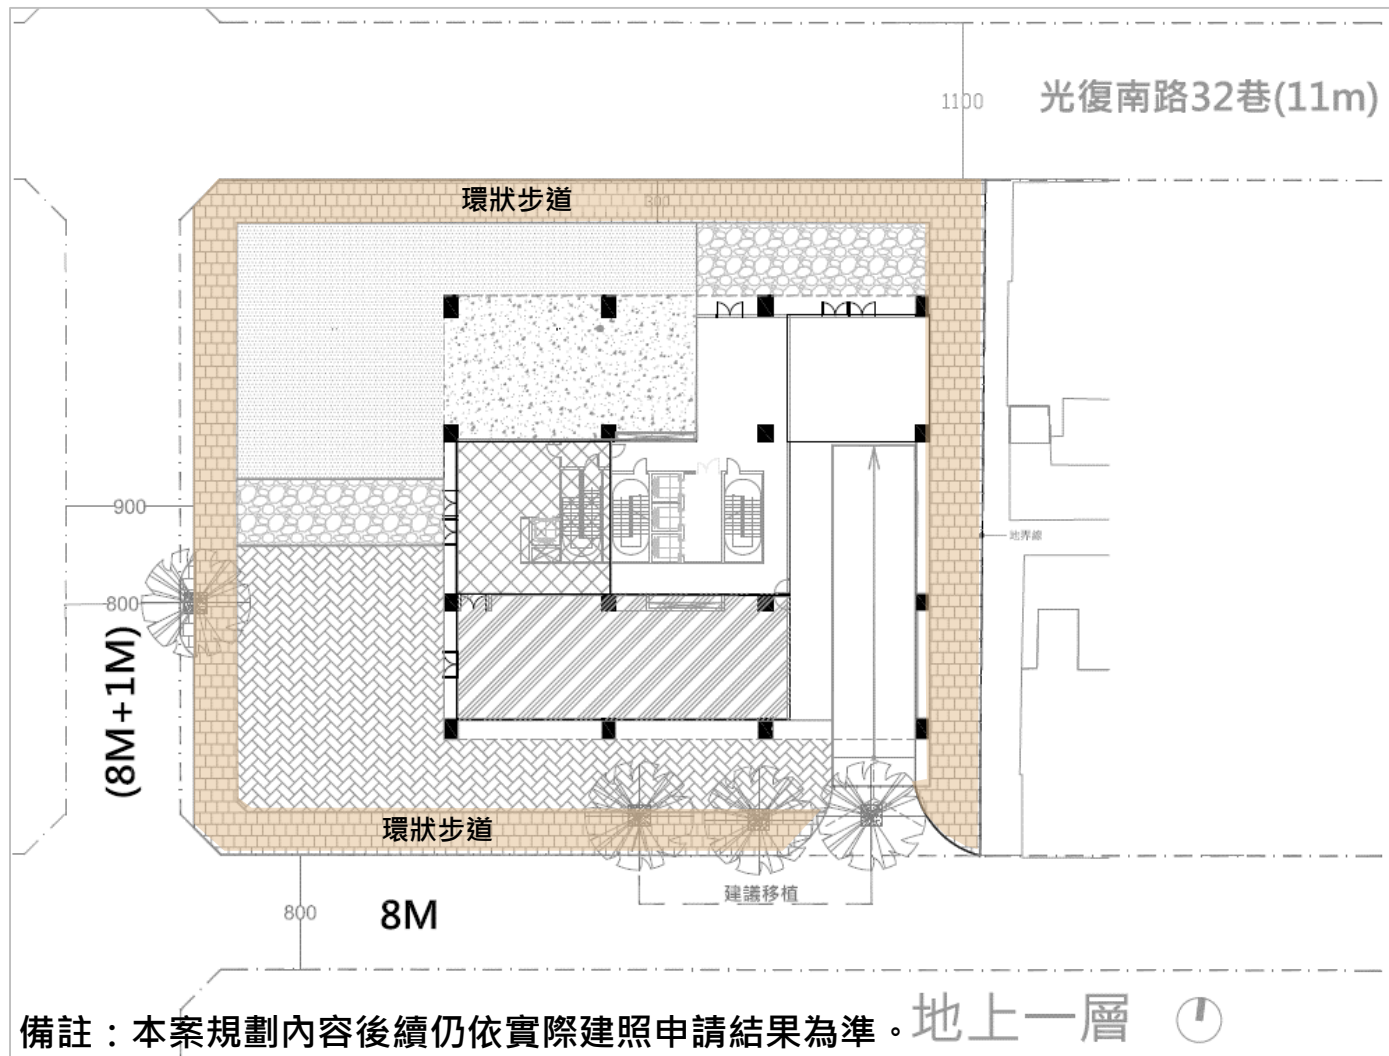 1100
光復南路32巷(11m)
環狀步道
300
900
地界線
800
(8M+1M)
環狀步道
建議移植
800
8M
地上一層
備註：本案規劃內容後續仍依實際建照申請結果為準。